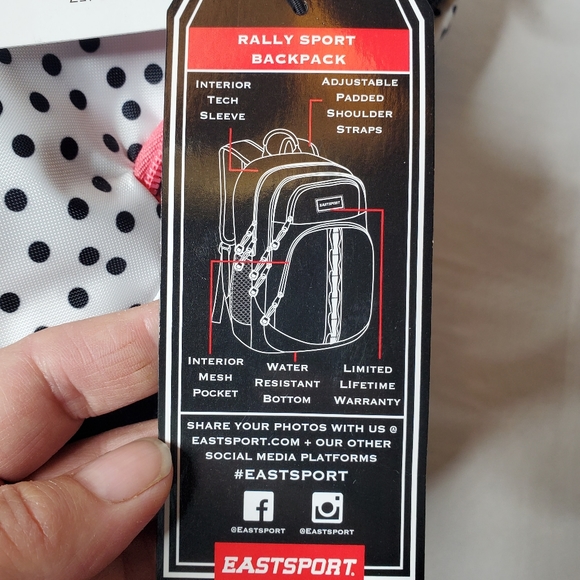 RALLY SPORT
BACKPACK
INTERIOR
TECH
SLEEVE
ADJUSTABLE
PADDED
SHOULDER
STRAPS
EASTSPORT
INTERIOR
MESH
POCKET
WATER
RESISTANT
BOTTOM
LIMITED
LIFETIME
WARRANTY
SHARE YOUR PHOTOS WITH US @
EASTSPORT.COM + OUR OTHER
SOCIAL MEDIA PLATFORMS
#EASTSPORT
@EASTSPORT
@EASTSPORT
EASTSPORT.